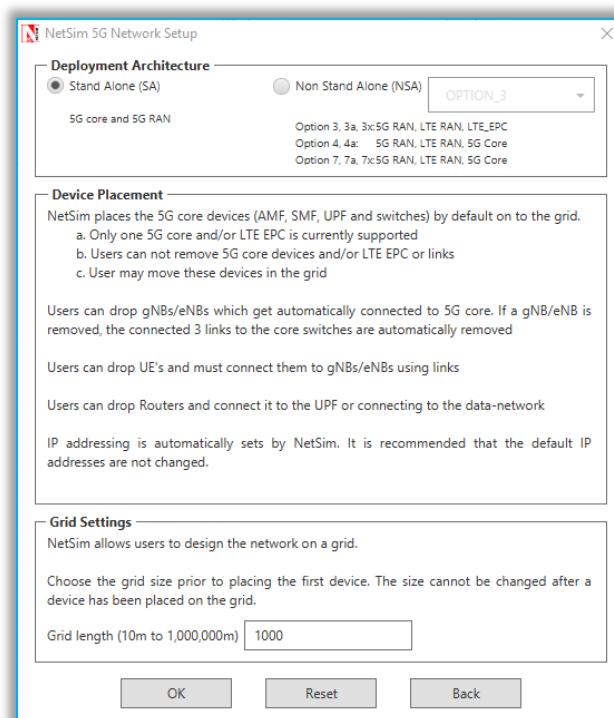 NetSim 5G Network Setup
Deployment Architecture
Stand Alone (SA)
Non Stand Alone (NSA)
OPTION_3
5G core and 5G RAN
Option 3, 3a, 3x:5G RAN, LTE RAN, LTE_EPC
Option 4, 4a: 5G RAN, LTE RAN, 5G Core
Option 7, 7a, 7x:5G RAN, LTE RAN, 5G Core
Device Placement
NetSim places the 5G core devices (AMF, SMF, UPF and switches) by default on to the grid.
a. Only one 5G core and/or LTE EPC is currently supported
b. Users can not remove 5G core devices and/or LTE EPC or links
c. User may move these devices in the grid
Users can drop gNBs/eNBs which get automatically connected to 5G core. If a gNB/eNB is
removed, the connected 3 links to the core switches are automatically removed
Users can drop UE's and must connect them to gNBs/eNBs using links
Users can drop Routers and connect it to the UPF or connecting to the data-network
IP addressing is automatically sets by NetSim. It is recommended that the default IP
addresses are not changed.
Grid Settings
NetSim allows users to design the network on a grid.
Choose the grid size prior to placing the first device. The size cannot be changed after a
device has been placed on the grid.
Grid length (10m to 1,000,000m) 1000
OK
Reset
Back